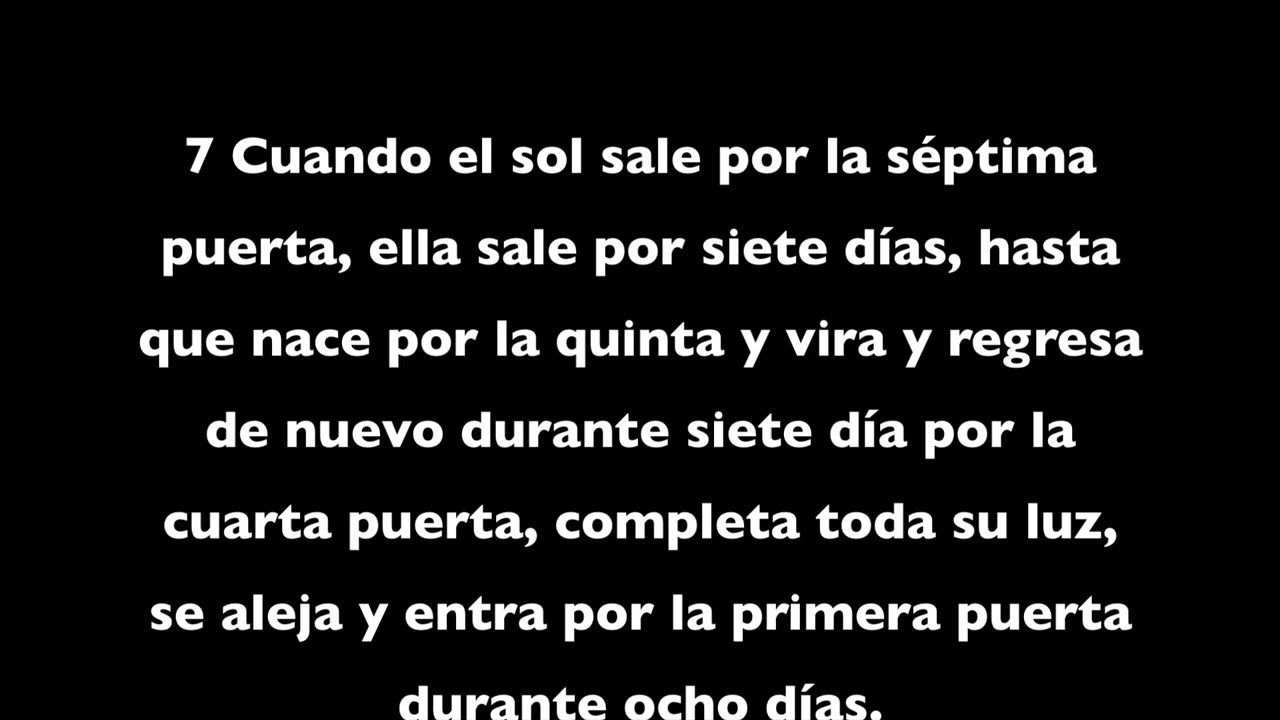 7 Cuando el sol sale por la séptima
puerta, ella sale por siete días, hasta
que nace por la quinta y vira y regresa
de nuevo durante siete día por la
cuarta puerta, completa toda su luz,
se aleja y entra por la primera puerta
durante ocho días.